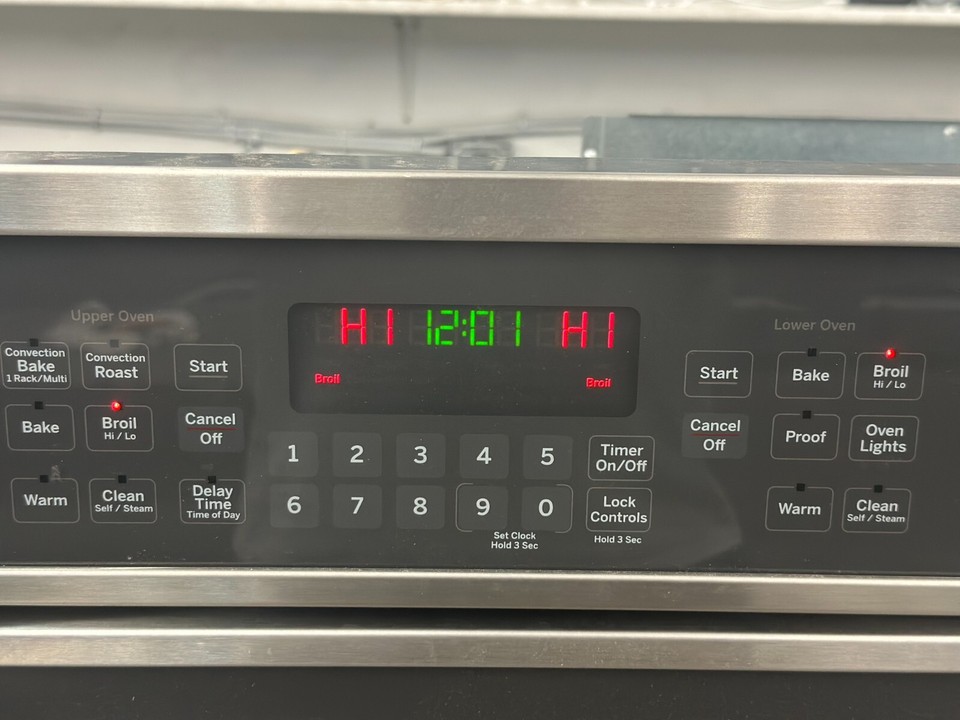 Upper Oven
Convection
Bake
1 Rack/Multi
Convection
Roast
Start
Bake
Broil
Hi / Lo
Cancel
Off
Warm
Clean
Self / Steam
Delay
Time
Time of Day
HI 12:01 HI
Broil Broil
1 2 3 4 5
6 7 8 9 0
Set Clock
Hold 3 Sec
Timer
On/Off
Lock
Controls
Hold 3 Sec
Lower Oven
Start
Bake
Broil
Hi / Lo
Cancel
Off
Proof
Oven
Lights
Warm
Clean
Self / Steam